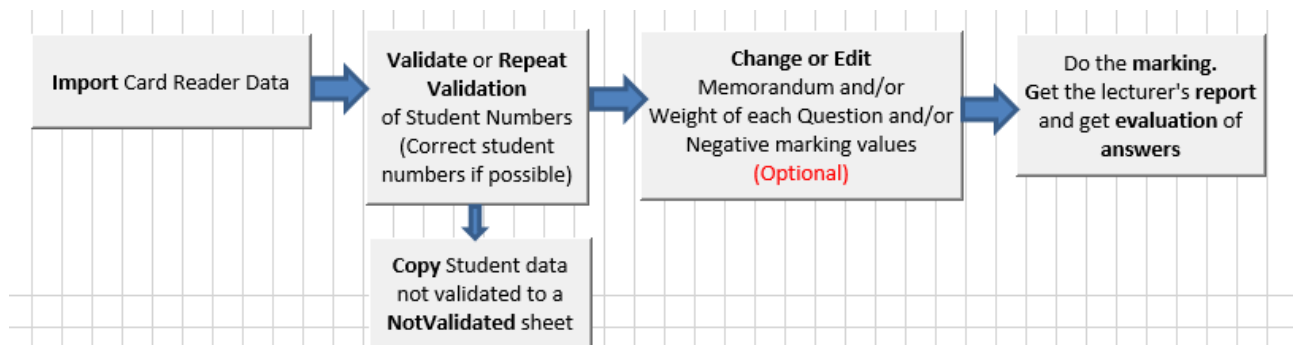 Import Card Reader Data
Validate or Repeat
Validation
of Student Numbers
(Correct student
numbers if possible)
Change or Edit
Memorandum and/or
Weight of each Question and/or
Negative marking values
(Optional)
Do the marking.
Get the lecturer's report
and get evaluation of
answers
Copy Student data
not validated to a
NotValidated sheet